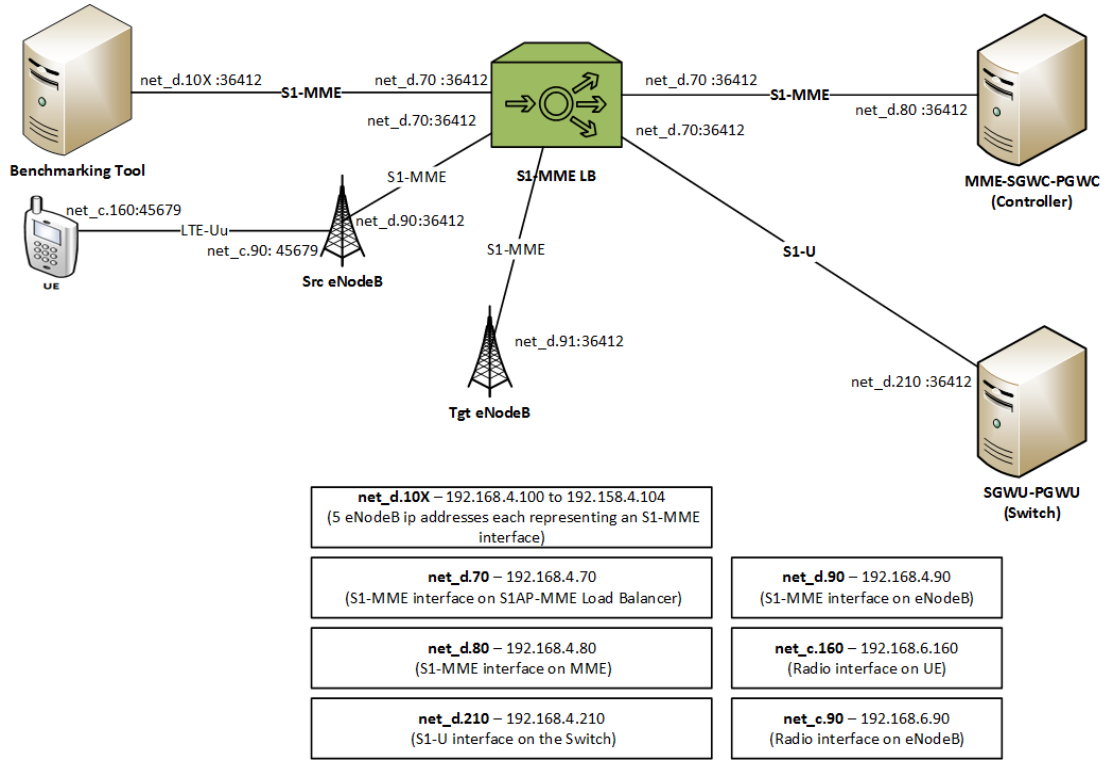 net_d.10X :36412
S1-MME
net_d.70 :36412
net_d.70 :36412
S1-MME
net_d.80 :36412
net_d.70:36412
net_d.70:36412
Benchmarking Tool
S1-MME
S1-MME LB
MME-SGWC-PGWC
(Controller)
net_c.160:45679
LTE-Uu
net_d.90:36412
net_c.90: 45679
UE
Src eNodeB
S1-MME
S1-U
net_d.91:36412
net_d.210 :36412
Tgt eNodeB
SGWU-PGWU
(Switch)
net_d.10X – 192.168.4.100 to 192.158.4.104
(5 eNodeB ip addresses each representing an S1-MME
interface)
net_d.70 – 192.168.4.70
(S1-MME interface on S1AP-MME Load Balancer)
net_d.90 – 192.168.4.90
(S1-MME interface on eNodeB)
net_d.80 – 192.168.4.80
(S1-MME interface on MME)
net_c.160 – 192.168.6.160
(Radio interface on UE)
net_d.210 – 192.168.4.210
(S1-U interface on the Switch)
net_c.90 – 192.168.6.90
(Radio interface on eNodeB)